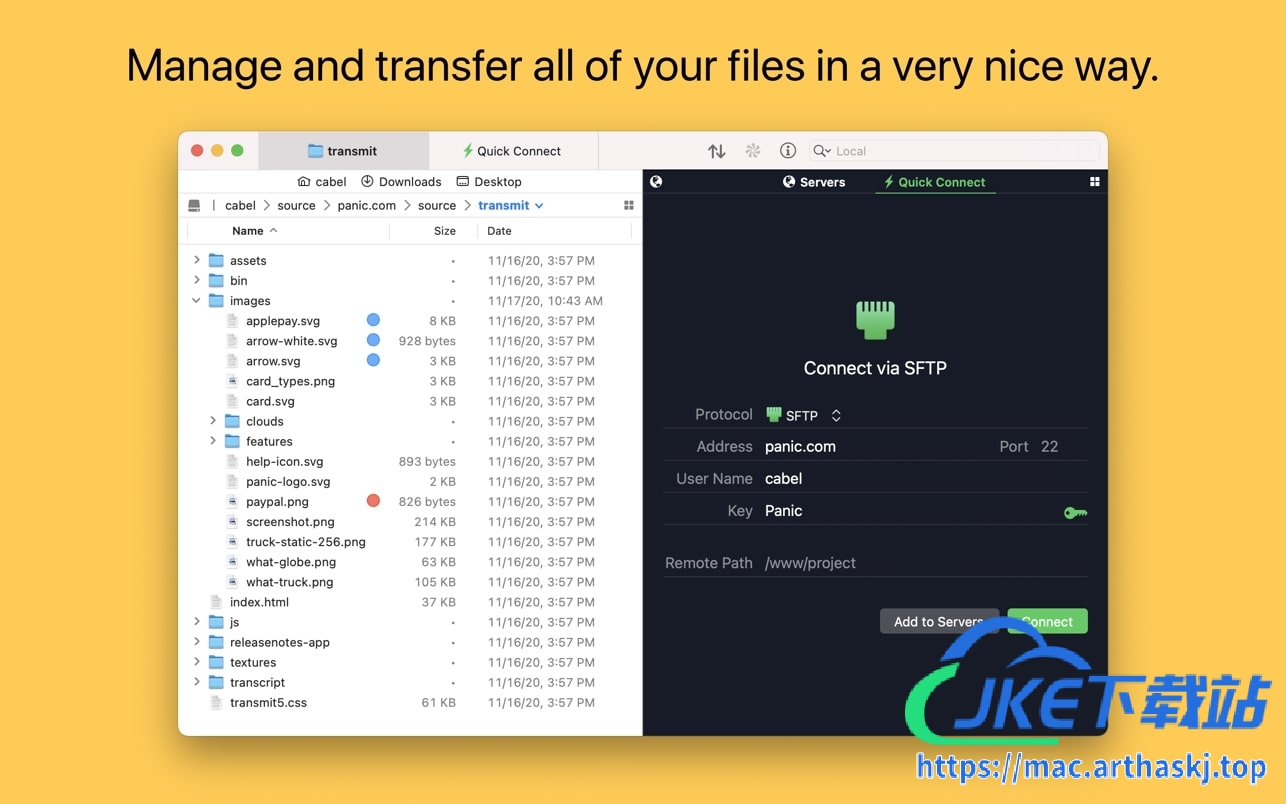 Manage and transfer all of your files in a very nice way.
transmit Quick Connect Local
cabel Downloads Desktop
cabel source panic.com source transmit
Name Size Date
assets 11/16/20, 3:57 PM
bin 11/16/20, 3:57 PM
images 11/17/20, 10:43 AM
applepay.svg 8 KB 11/16/20, 3:57 PM
arrow-white.svg 928 bytes 11/16/20, 3:57 PM
arrow.svg 3 KB 11/16/20, 3:57 PM
card_types.png 3 KB 11/16/20, 3:57 PM
card.svg 3 KB 11/16/20, 3:57 PM
clouds 11/16/20, 3:57 PM
features 11/16/20, 3:57 PM
help-icon.svg 893 bytes 11/16/20, 3:57 PM
panic-logo.svg 2 KB 11/16/20, 3:57 PM
paypal.png 826 bytes 11/16/20, 3:57 PM
screenshot.png 214 KB 11/16/20, 3:57 PM
truck-static-256.png 177 KB 11/16/20, 3:57 PM
what-globe.png 63 KB 11/16/20, 3:57 PM
what-truck.png 105 KB 11/16/20, 3:57 PM
index.html 37 KB 11/16/20, 3:57 PM
js 11/16/20, 3:57 PM
releasenotes-app 11/16/20, 3:57 PM
textures 11/16/20, 3:57 PM
transcript 11/16/20, 3:57 PM
transmit5.css 61 KB 11/16/20, 3:57 PM
Servers Quick Connect
Connect via SFTP
Protocol SFTP
Address panic.com Port 22
User Name cabel
Key Panic
Remote Path /www/project
Add to Servers Connect
JKE下载站
https://mac.arthaskj.top